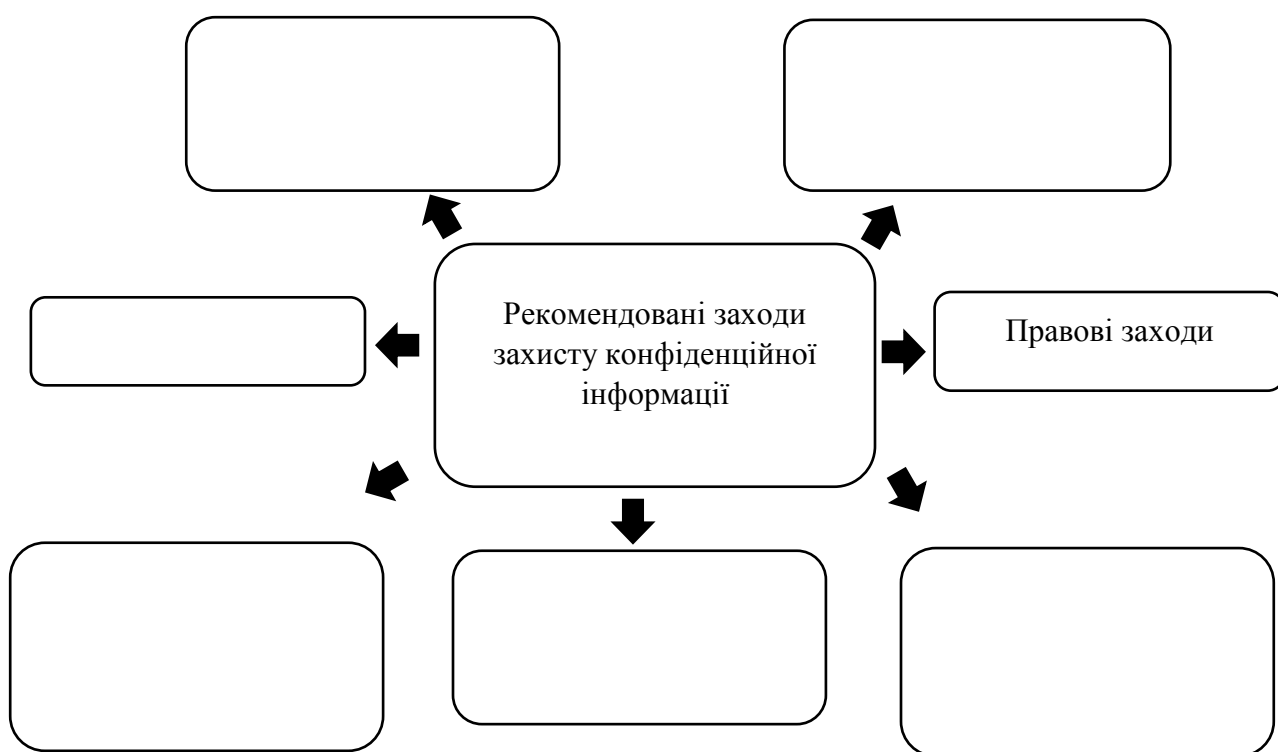 Рекомендовані заходи
захисту конфіденційної
інформації
Правові заходи